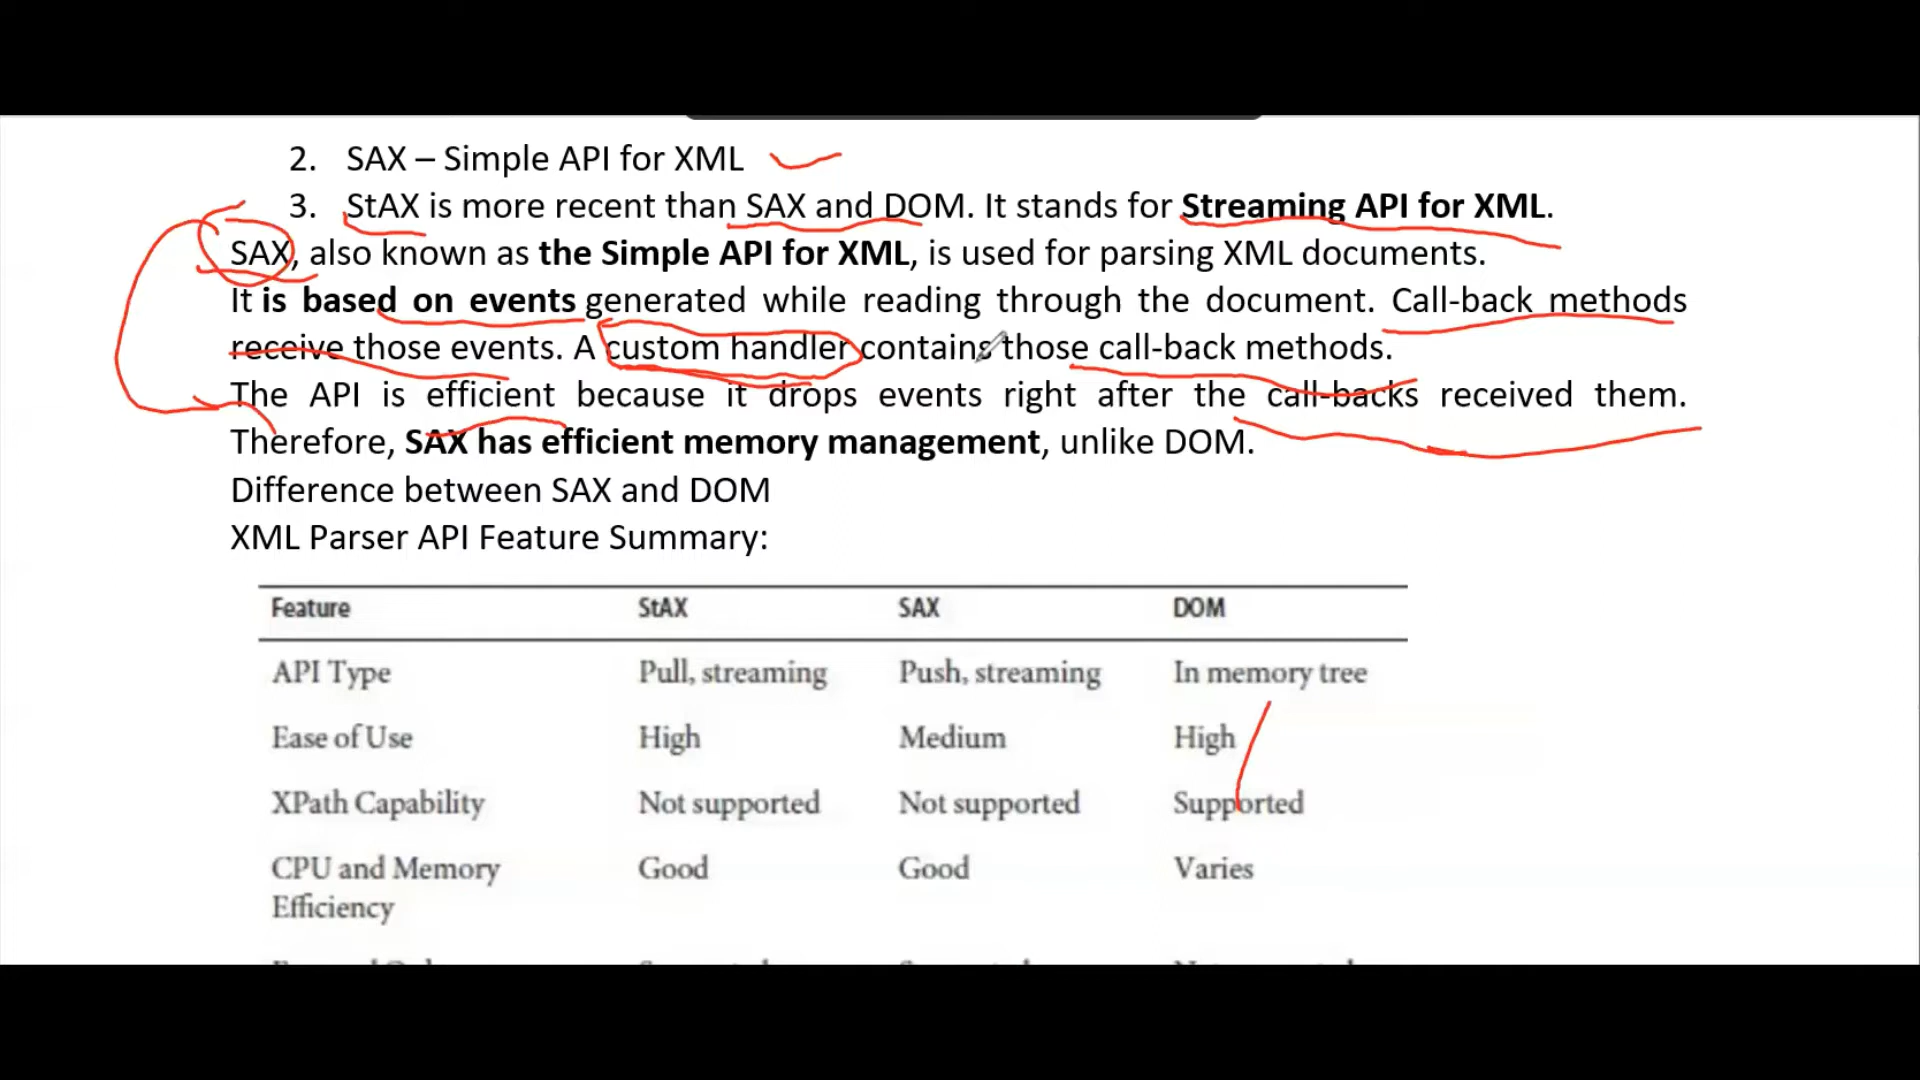 2. SAX – Simple API for XML
3. StAX is more recent than SAX and DOM. It stands for Streaming API for XML.
SAX, also known as the Simple API for XML, is used for parsing XML documents.
It is based on events generated while reading through the document. Call-back methods
receive those events. A custom handler contains those call-back methods.
The API is efficient because it drops events right after the call-backs received them.
Therefore, SAX has efficient memory management, unlike DOM.
Difference between SAX and DOM
XML Parser API Feature Summary:
Feature StAX SAX DOM
API Type Pull, streaming Push, streaming In memory tree
Ease of Use High Medium High
XPath Capability Not supported Not supported Supported
CPU and Memory Good Good Varies
Efficiency